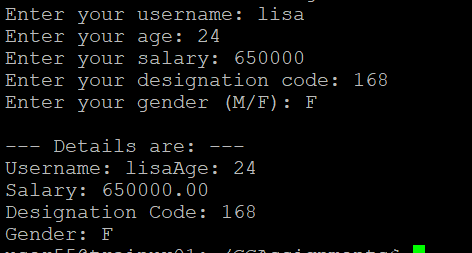 Enter your username: lisa
Enter your age: 24
Enter your salary: 650000
Enter your designation code: 168
Enter your gender (M/F): F
--- Details are: ---
Username: lisaAge: 24
Salary: 650000.00
Designation Code: 168
Gender: F